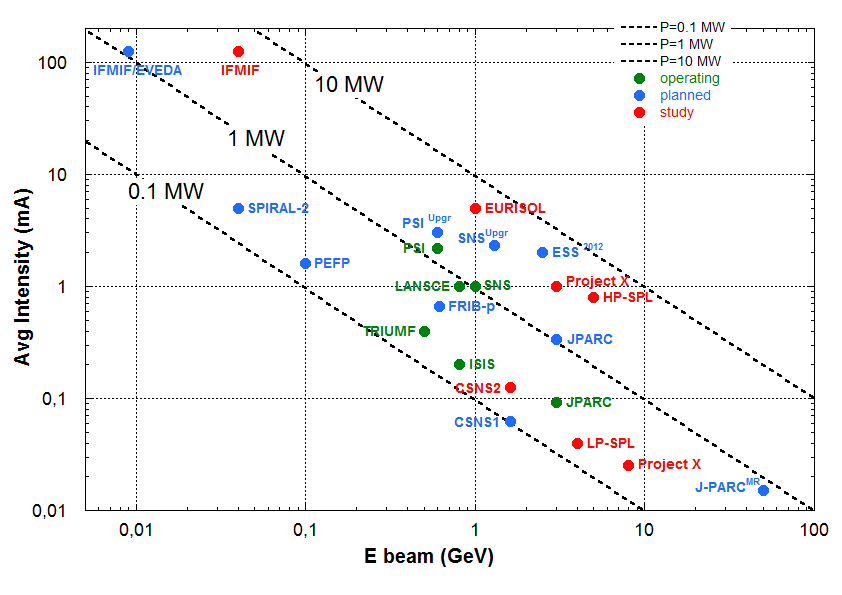 P=0.1 MW
P=1 MW
P=10 MW
operating
planned
study
100
10
1
0,1
0,01
Avg Intensity (mA)
IFMIF/EVEDA
IFMIF
10 MW
1 MW
0.1 MW
SPIRAL-2
EURISOL
PSI Upgr
SNS Upgr
PSI
ESS 2012
PEFP
LANSCE
SNS
Project X
HP-SPL
FRIB-p
TRIUMF
JPARC
ISIS
CSNS2
JPARC
CSNS1
LP-SPL
Project X
J-PARC MR
0,01
0,1
1
10
100
E beam (GeV)